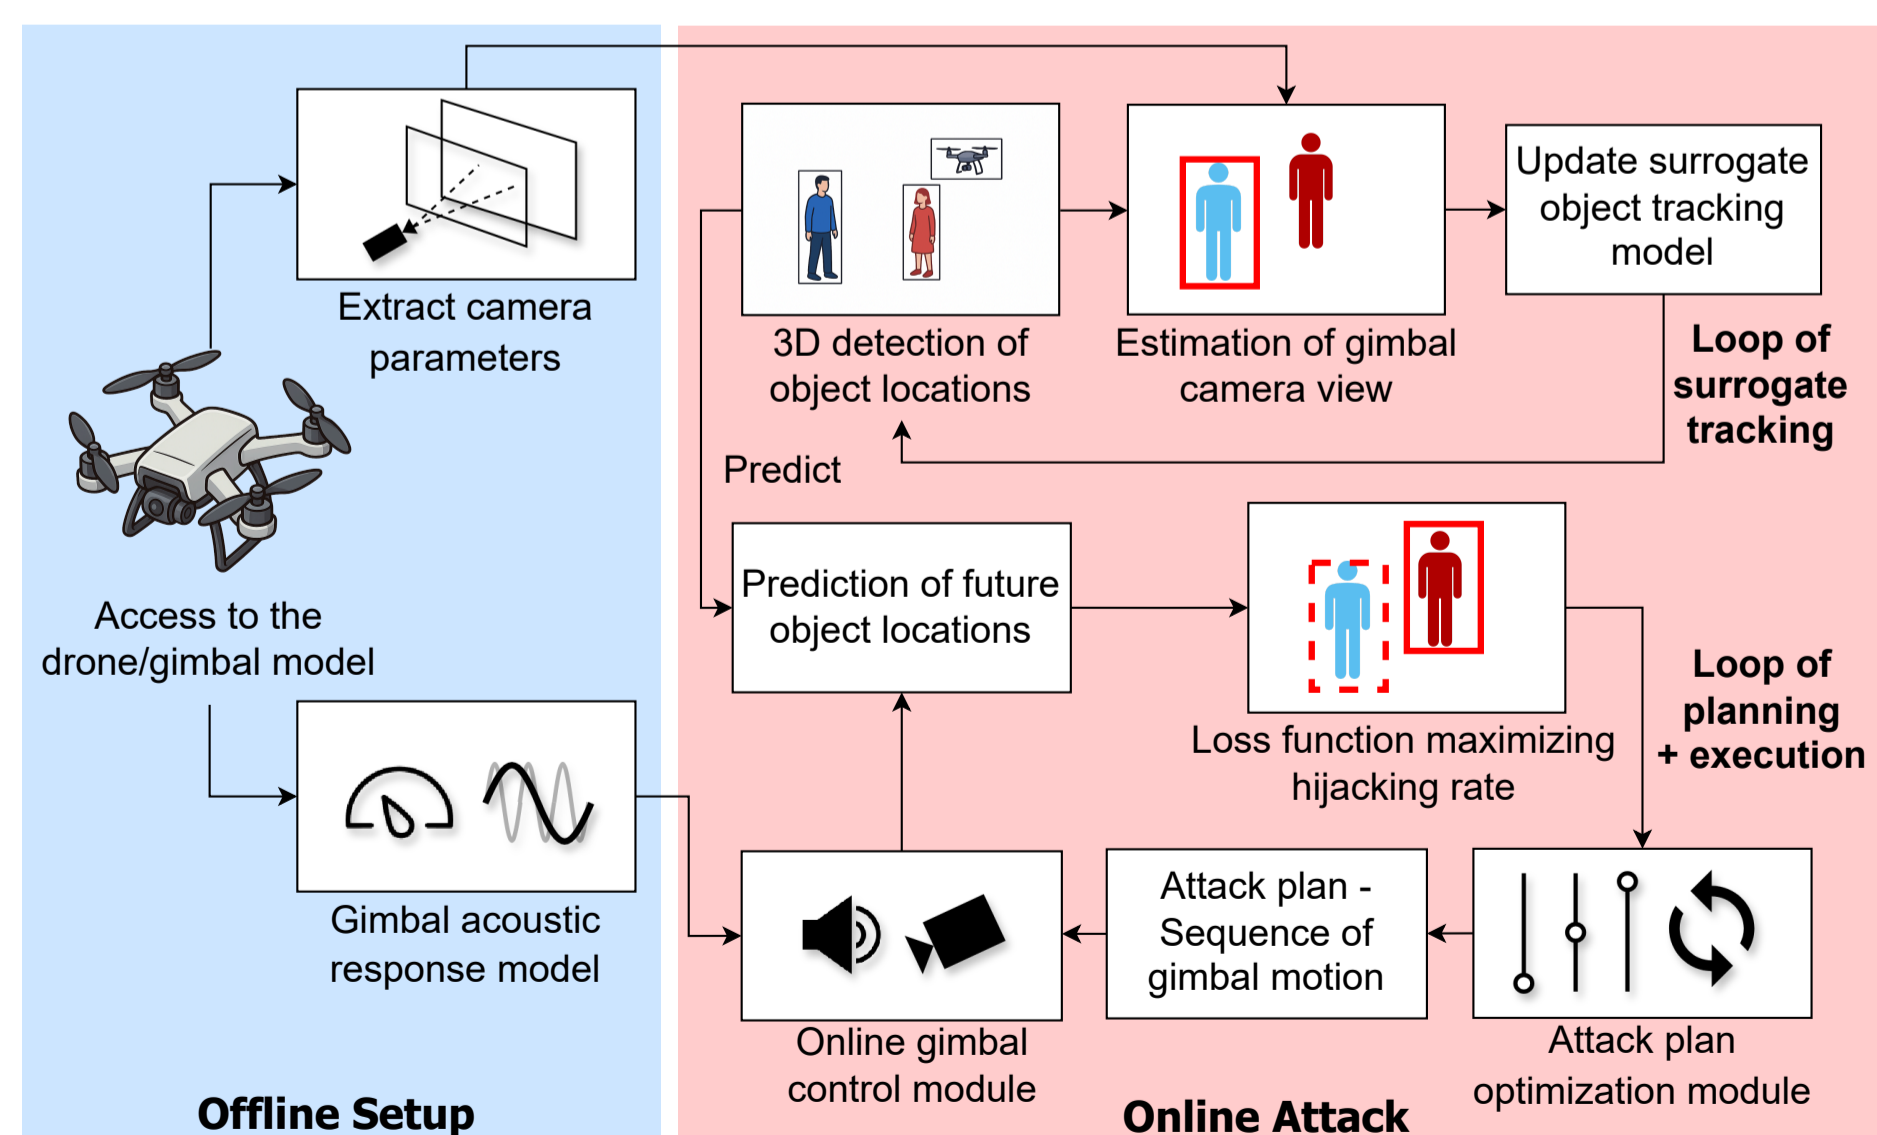 Extract camera
parameters
Access to the
drone/gimbal model
Gimbal acoustic
response model
Offline Setup
3D detection of
object locations
Estimation of gimbal
camera view
Update surrogate
object tracking
model
Loop of
surrogate
tracking
Predict
Prediction of future
object locations
Loss function maximizing
hijacking rate
Loop of
planning
+ execution
Online gimbal
control module
Attack plan -
Sequence of
gimbal motion
Attack plan
optimization module
Online Attack